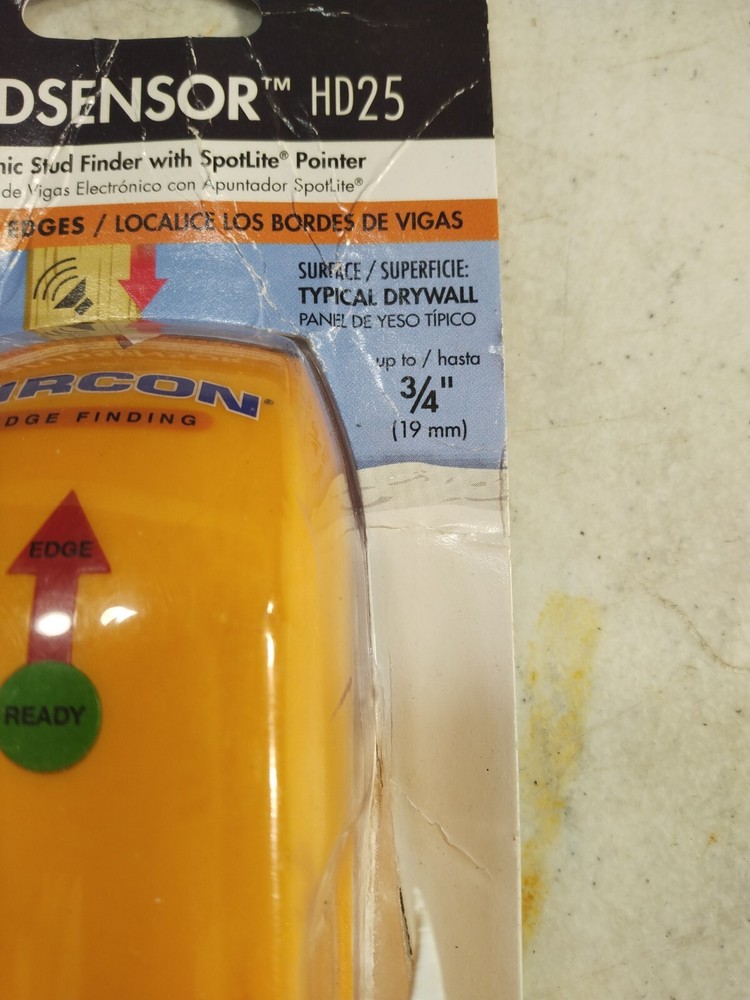 DSENSOR™ HD25
nic Stud Finder with SpotLite® Pointer
de Vigas Electrónico con Apuntador SpotLite®
EDGES / LOCALICE LOS BORDES DE VIGAS
SURFACE / SUPERFICIE:
TYPICAL DRYWALL
PANEL DE YESO TÍPICO
up to / hasta
3/4"
(19 mm)
IRCON®
DGE FINDING
EDGE
READY